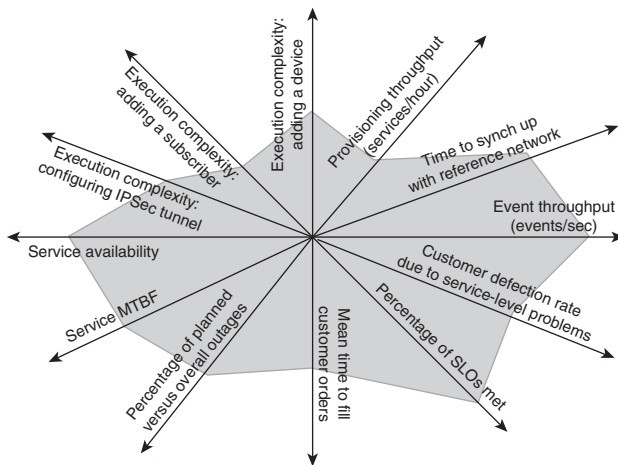 Execution complexity:
adding a device
Provisioning throughput
(services/hour)
Execution complexity:
adding a subscriber
Time to synch up
with reference network
Execution complexity:
configuring IPSec tunnel
Event throughput
(events/sec)
Service availability
Customer defection rate
due to service-level problems
Service MTBF
Percentage of planned
versus overall outages
Mean time to fill
customer orders
Percentage of SLOs met